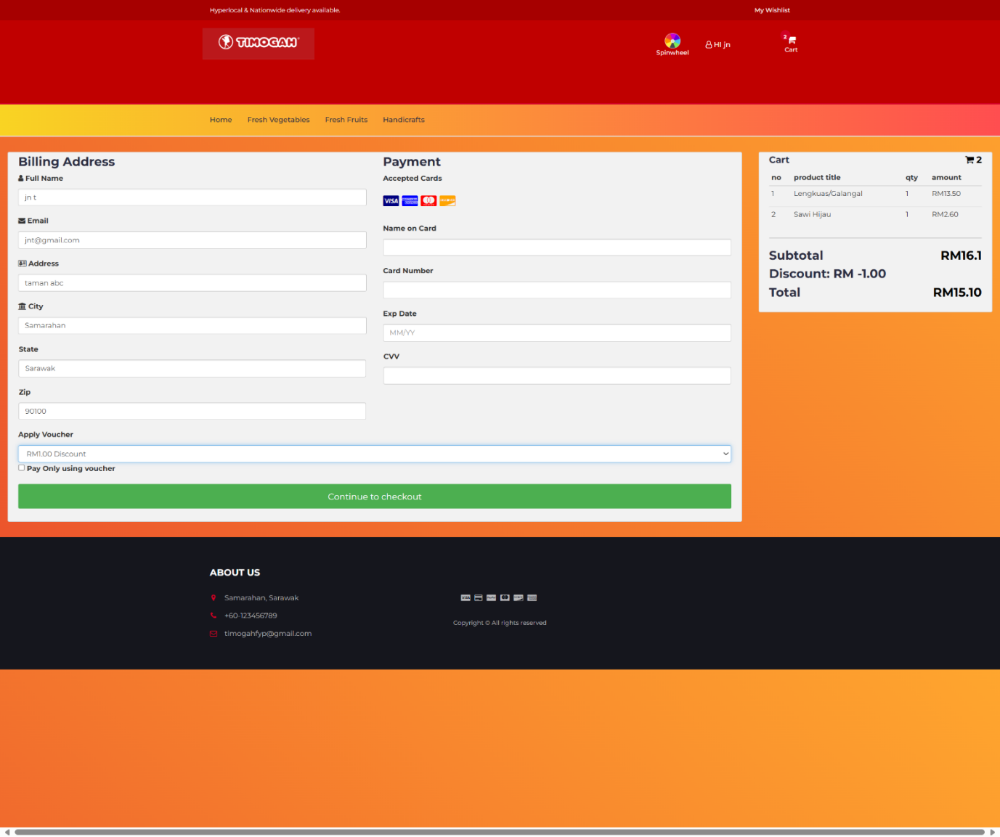 Hyperlocal & Nationwide delivery available.
My Wishlist
TIMOGAH
Spinwheel
Hi jn
2
Cart
Home
Fresh Vegetables
Fresh Fruits
Handicrafts
Billing Address
Full Name
jn t
Email
jnt@gmail.com
Address
taman abc
City
Samarahan
State
Sarawak
Zip
90100
Payment
Accepted Cards
VISA
Name on Card
Card Number
Exp Date
MM/YY
CVV
Apply Voucher
RM1.00 Discount
Pay Only using voucher
Continue to checkout
Cart 2
no product title qty amount
1 Lengkuas/Galangal 1 RM13.50
2 Sawi Hijau 1 RM2.60
Subtotal RM16.1
Discount: RM -1.00
Total RM15.10
ABOUT US
Samarahan, Sarawak
+60-123456789
timogahfyp@gmail.com
Copyright © All rights reserved